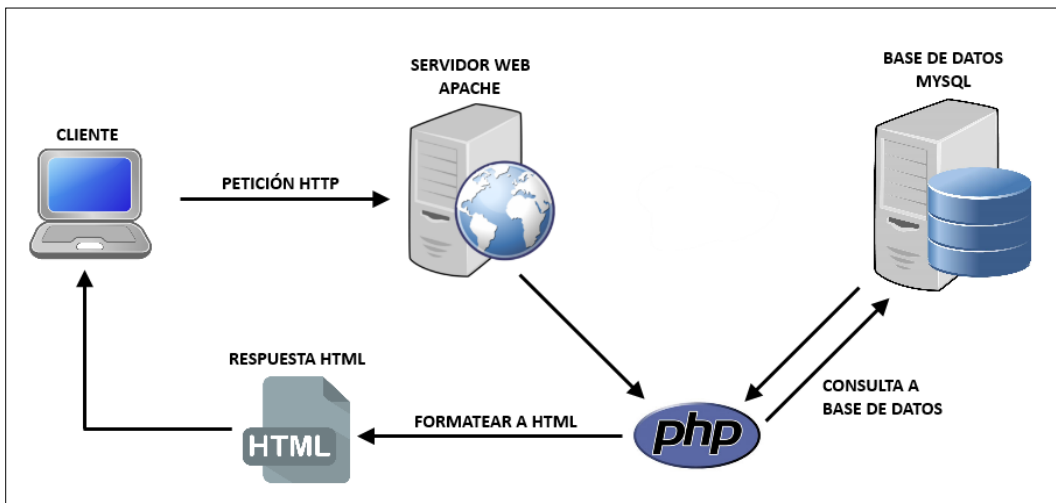 SERVIDOR WEB
APACHE
BASE DE DATOS
MYSQL
CLIENTE
PETICIÓN HTTP
RESPUESTA HTML
HTML
FORMATEAR A HTML
php
CONSULTA A
BASE DE DATOS